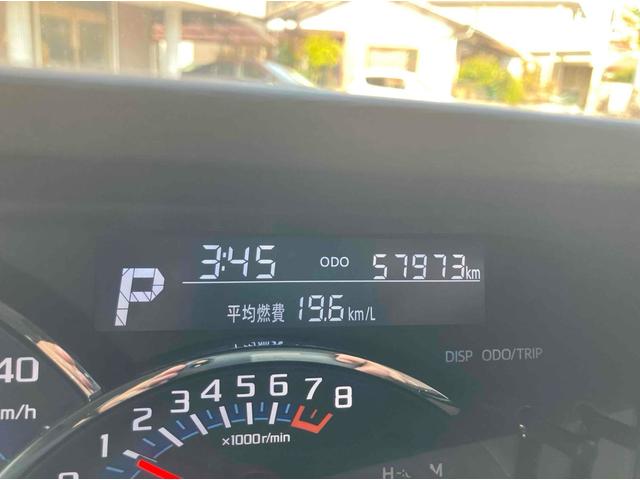 3:45 ODO 57973km
P
平均燃費 19.6 km/L
DISP ODO/TRIP
40
km/h
1 2 3 4 5 6 7 8
×1000r/min